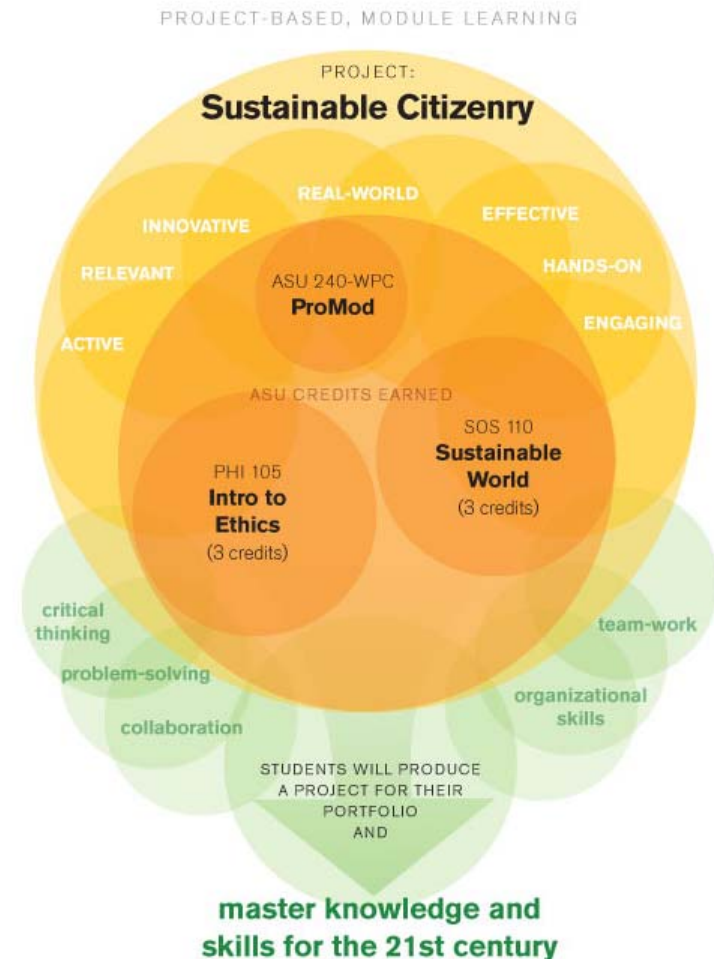 PROJECT-BASED, MODULE LEARNING
PROJECT:
Sustainable Citizenry
REAL-WORLD
INNOVATIVE
EFFECTIVE
RELEVANT
HANDS-ON
ACTIVE
ENGAGING
ASU 240-WPC
ProMod
ASU CREDITS EARNED
SOS 110
Sustainable
World
(3 credits)
PHI 105
Intro to
Ethics
(3 credits)
critical
thinking
problem-solving
collaboration
team-work
organizational
skills
STUDENTS WILL PRODUCE
A PROJECT FOR THEIR
PORTFOLIO
AND
master knowledge and
skills for the 21st century